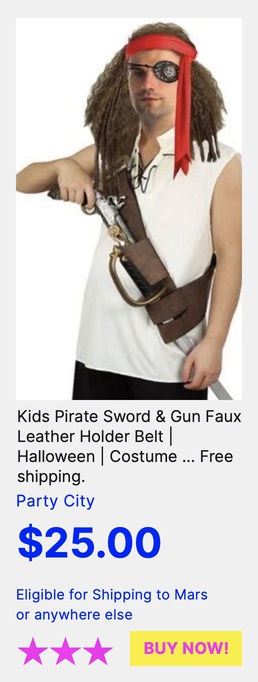 Kids Pirate Sword & Gun Faux
Leather Holder Belt |
Halloween | Costume ... Free
shipping.
Party City
$25.00
Eligible for Shipping to Mars
or anywhere else
BUY NOW!